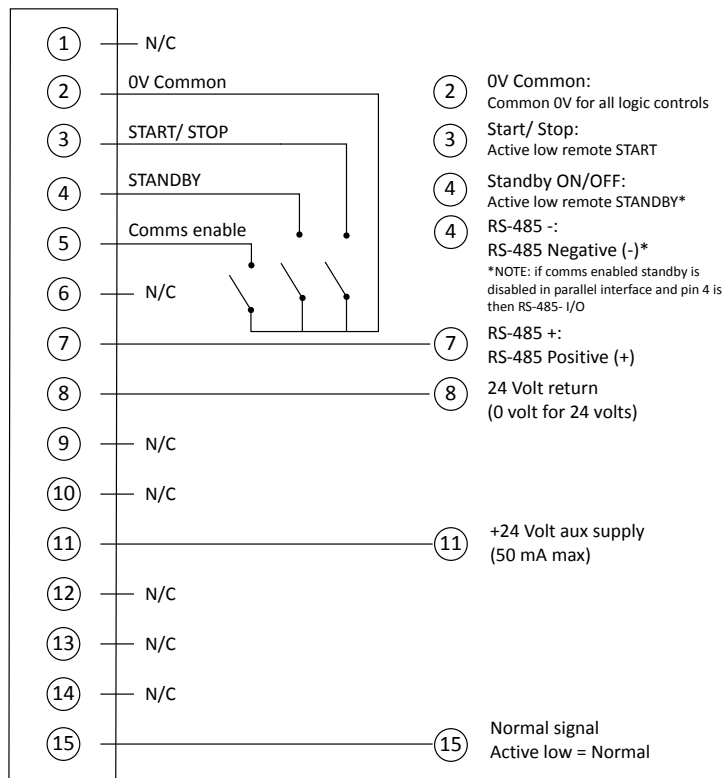 1 N/C
2 0V Common
3 START/ STOP
4 STANDBY
5 Comms enable
6 N/C
7
8
9 N/C
10 N/C
11
12 N/C
13 N/C
14 N/C
15
2 0V Common:
Common 0V for all logic controls
3 Start/ Stop:
Active low remote START
4 Standby ON/OFF:
Active low remote STANDBY*
4 RS-485 -:
RS-485 Negative (-)*
*NOTE: if comms enabled standby is
disabled in parallel interface and pin 4 is
then RS-485- I/O
7 RS-485 +:
RS-485 Positive (+)
8 24 Volt return
(0 volt for 24 volts)
11 +24 Volt aux supply
(50 mA max)
15 Normal signal
Active low = Normal